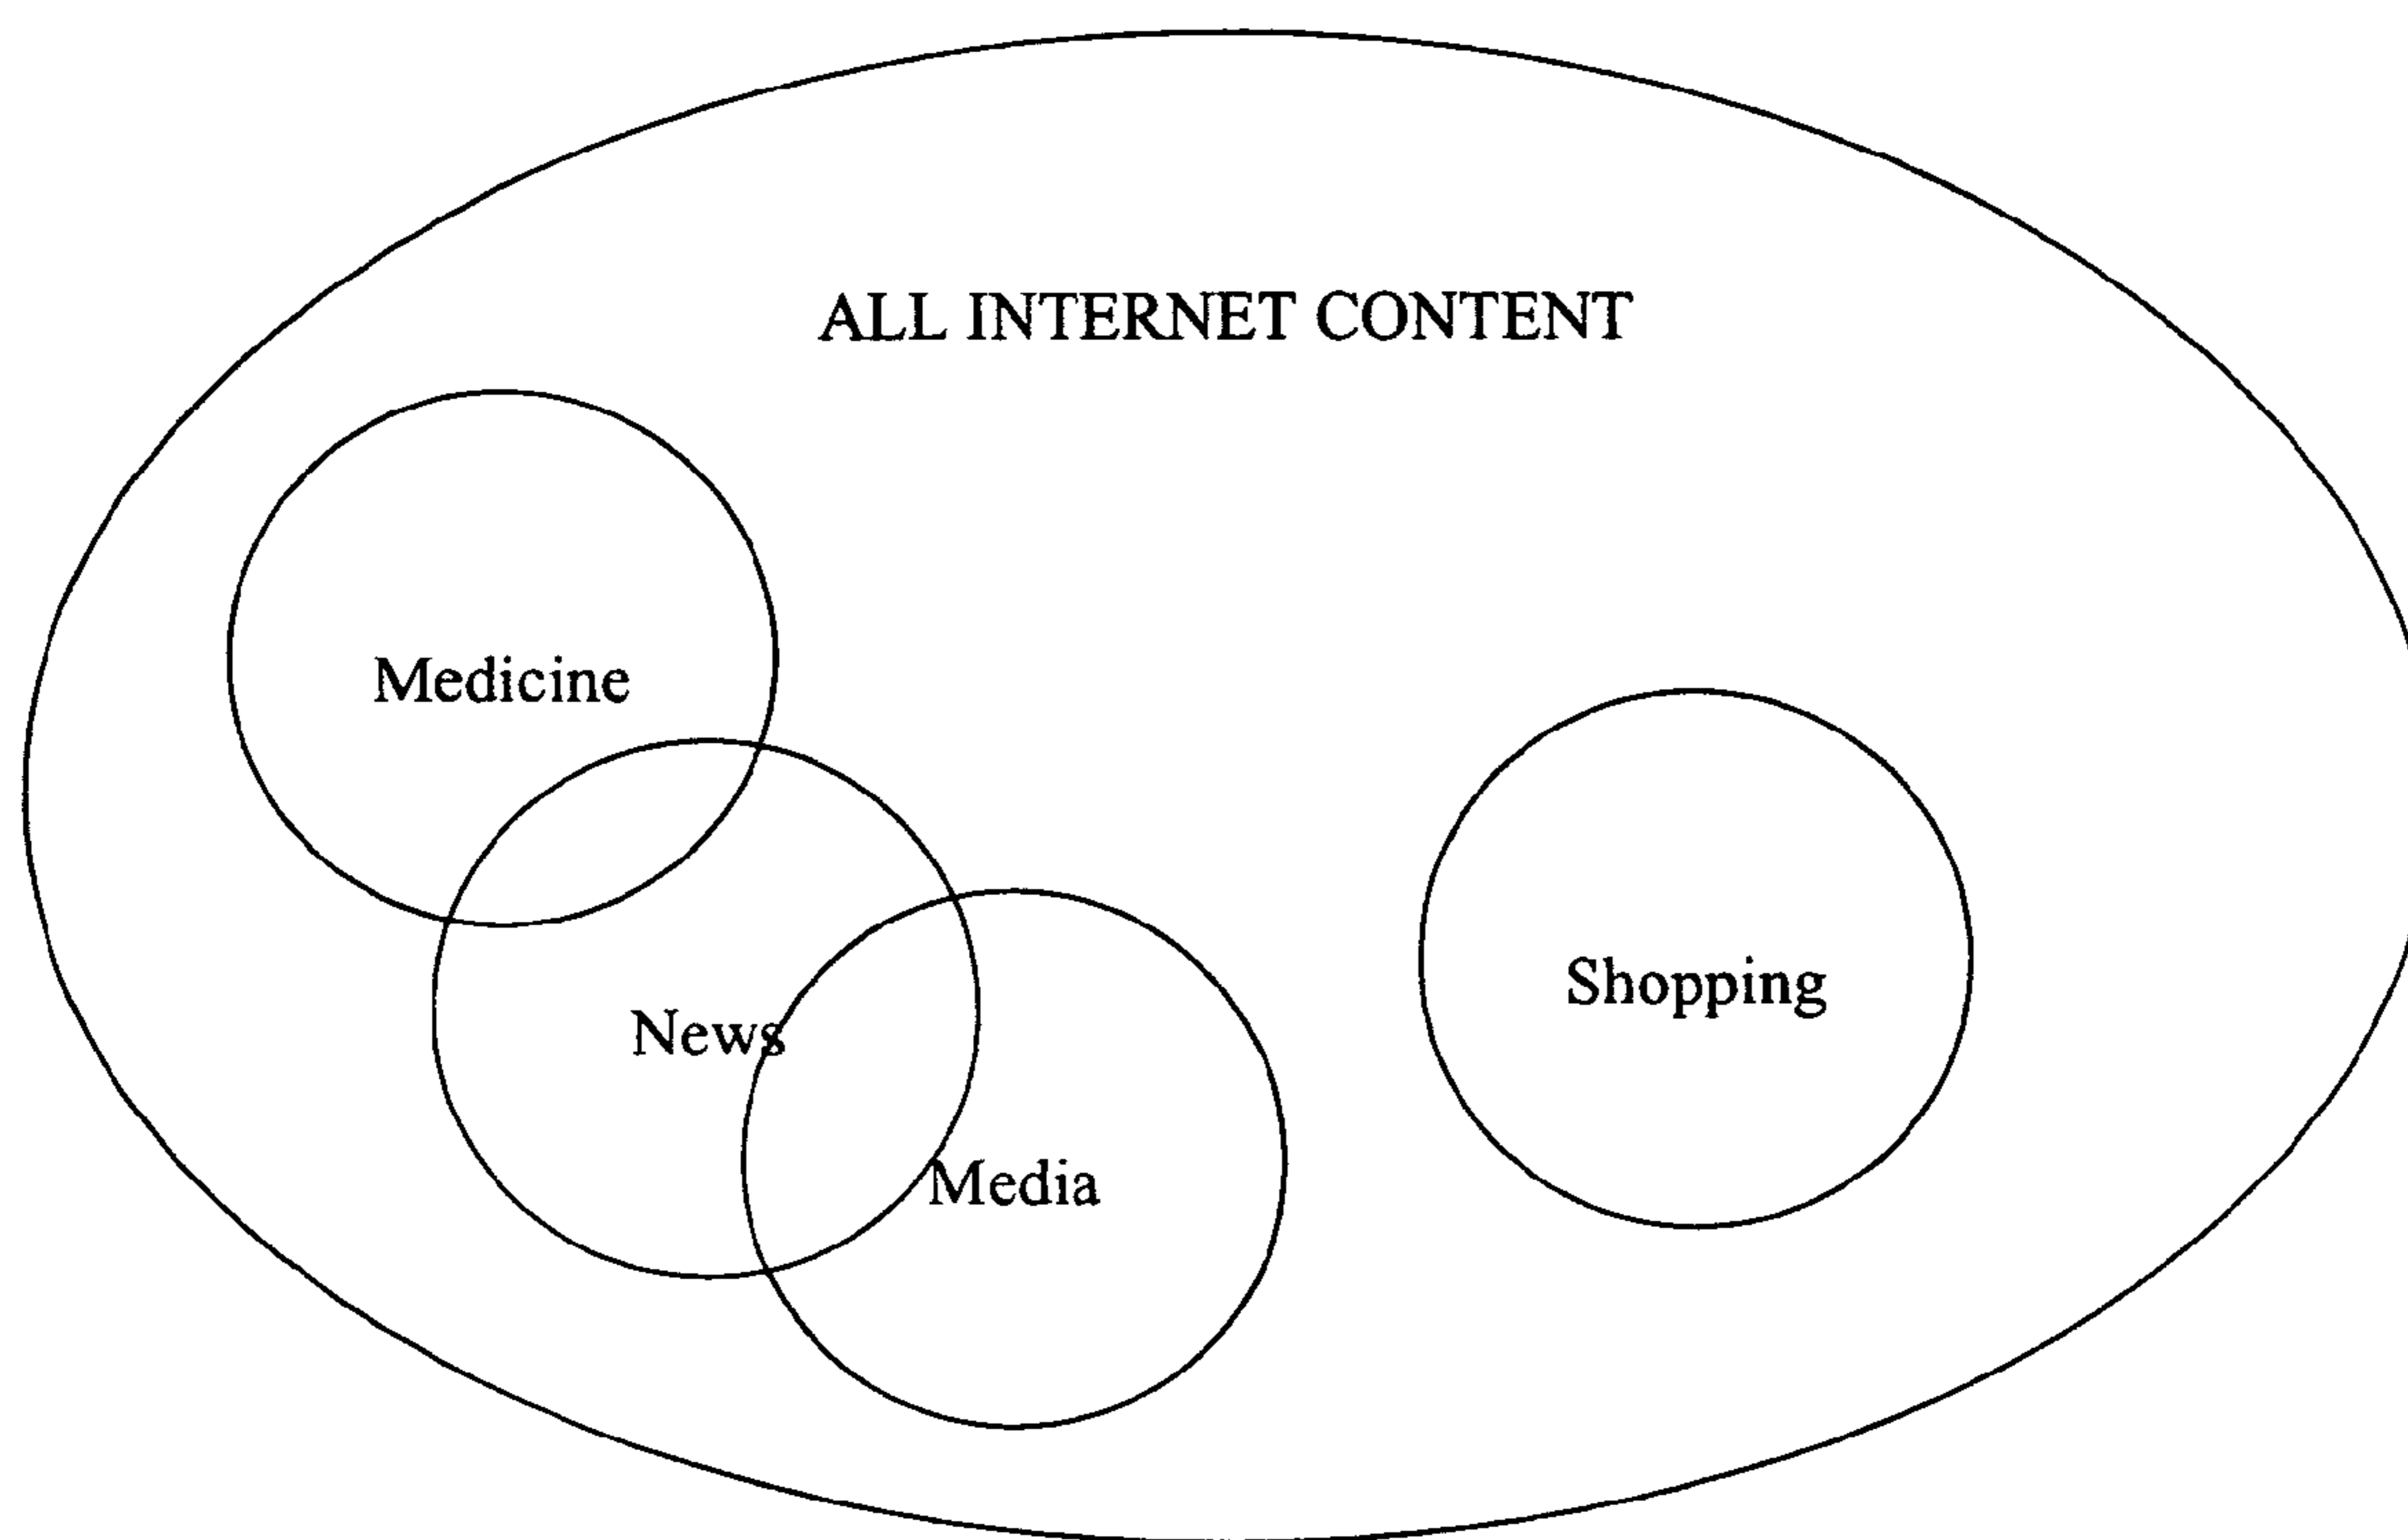 ALL INTERNET CONTENT
Medicine
Shopping
News
Media